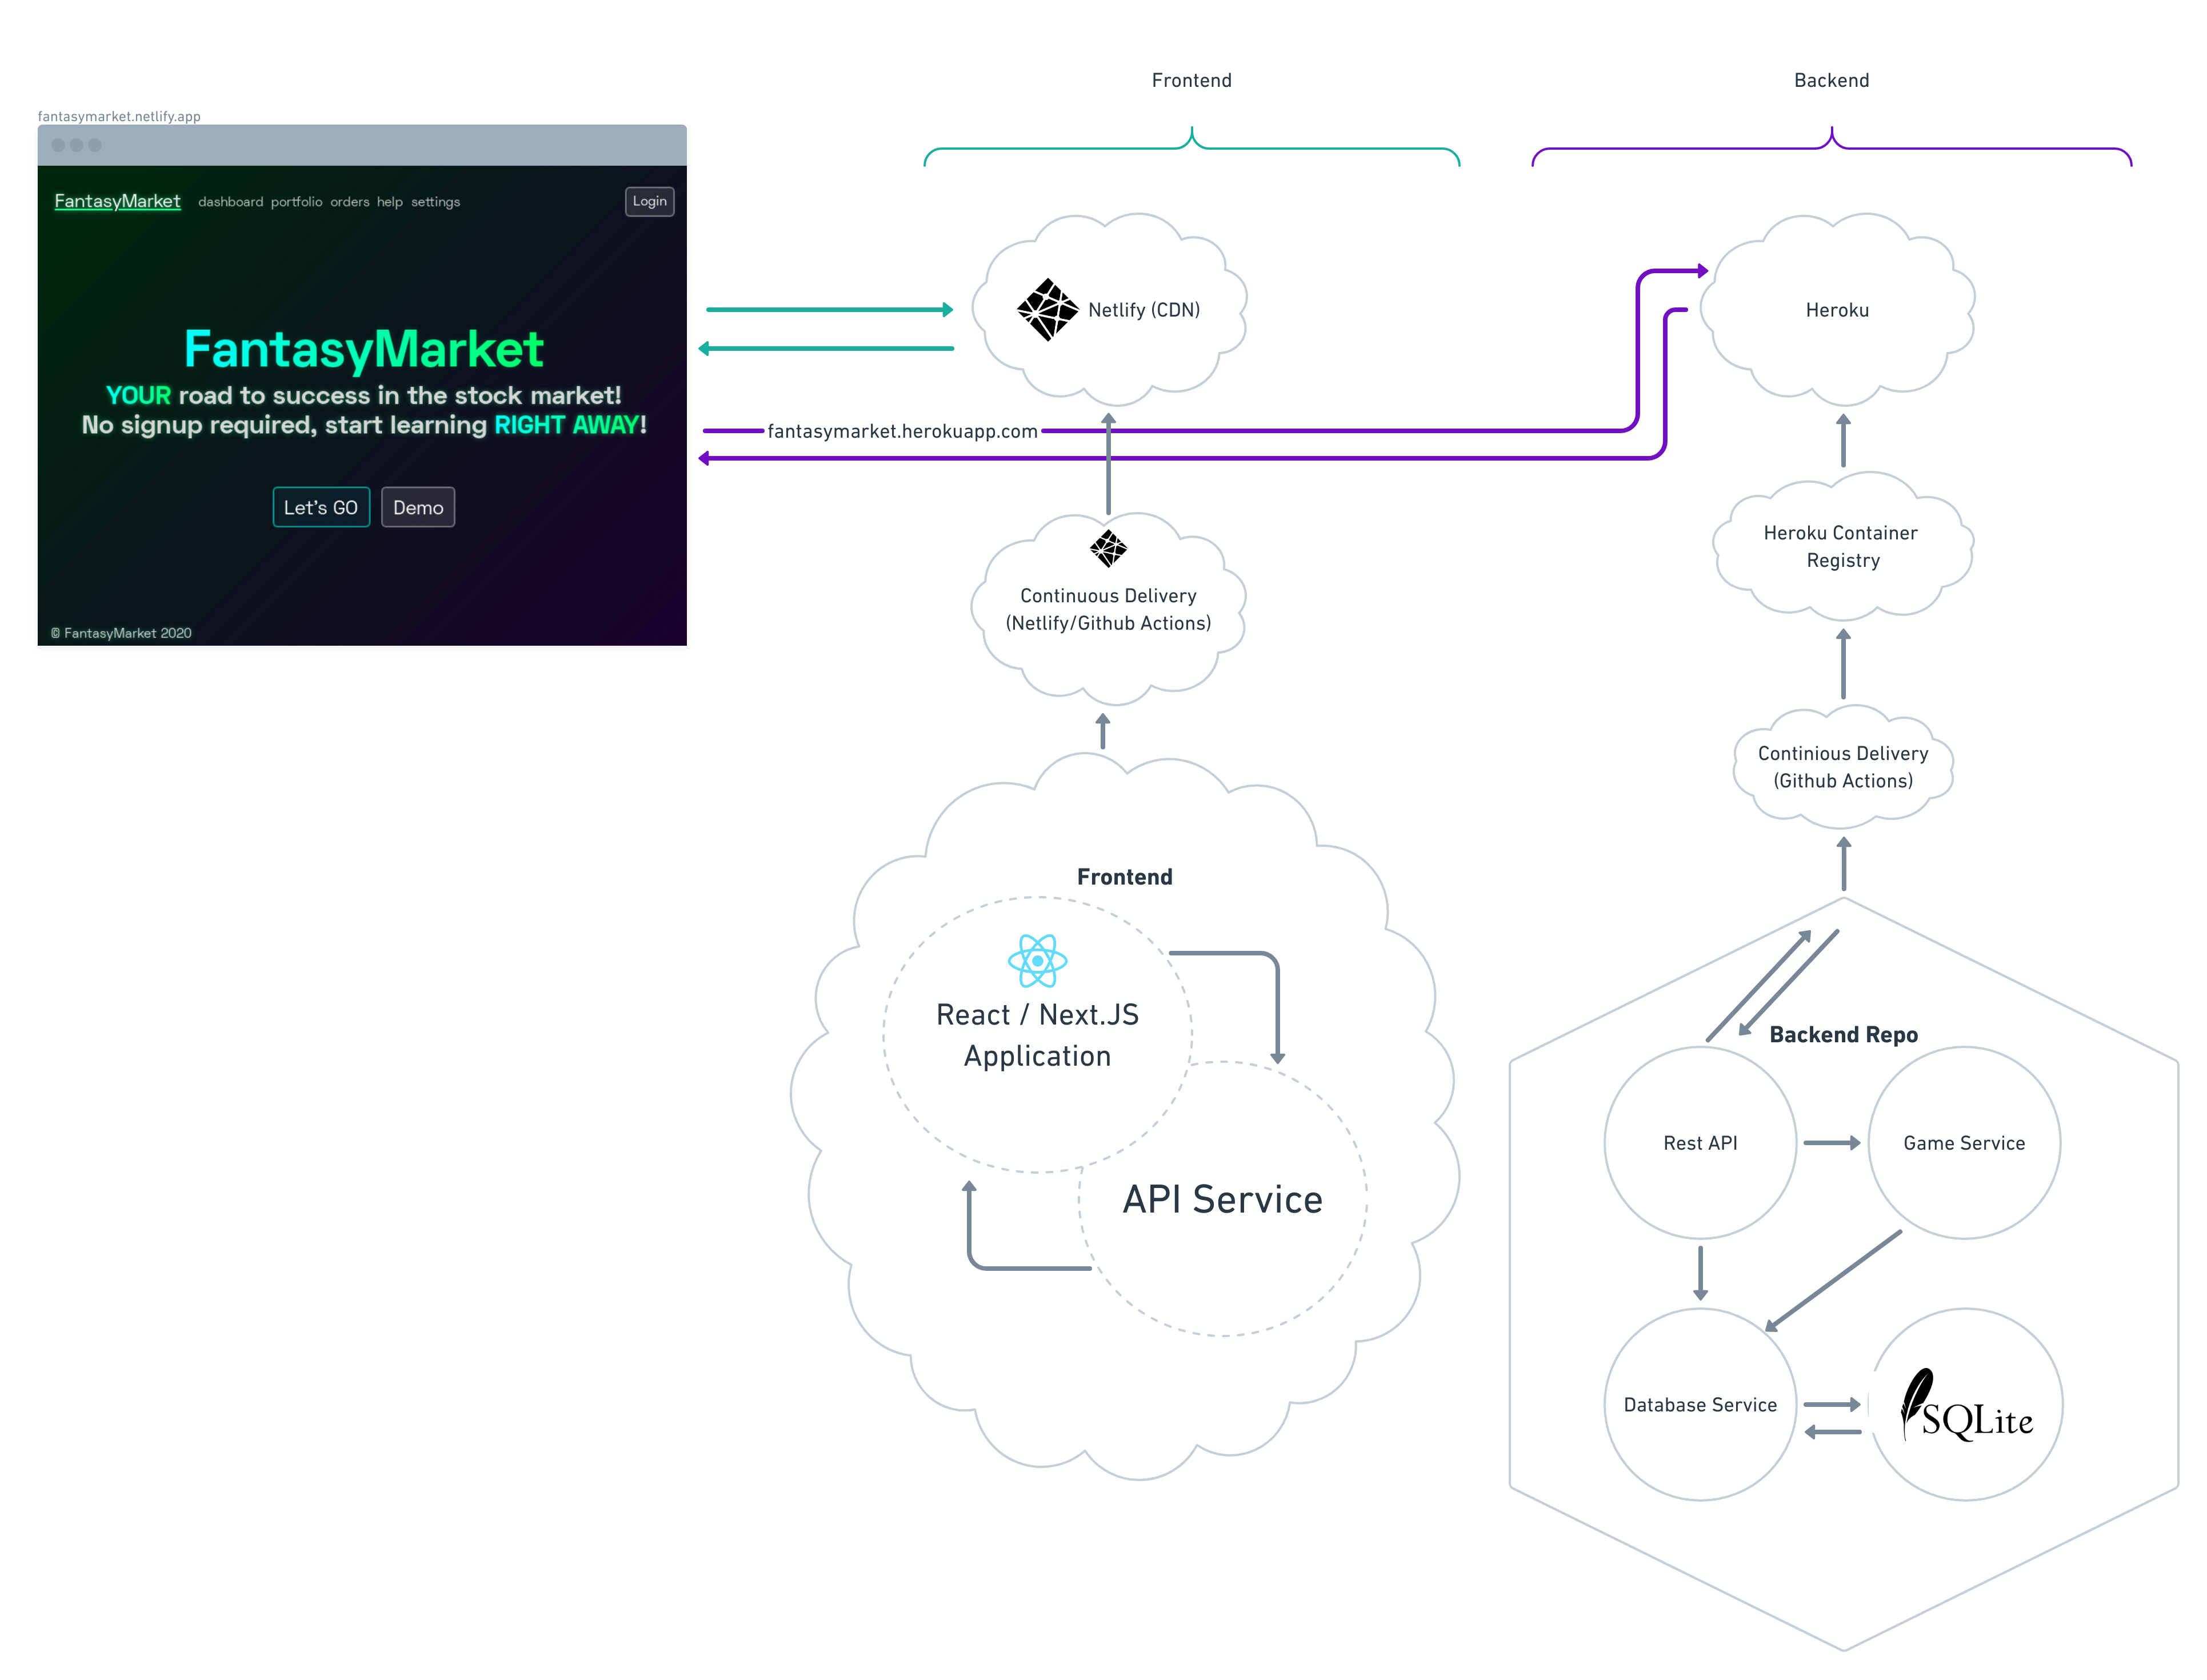 Frontend
Backend
fantasymarket.netlify.app
FantasyMarket dashboard portfolio orders help settings Login
FantasyMarket
YOUR road to success in the stock market!
No signup required, start learning RIGHT AWAY!
Let's GO Demo
© FantasyMarket 2020
Netlify (CDN)
Heroku
fantasymarket.herokuapp.com
Continuous Delivery
(Netlify/Github Actions)
Heroku Container
Registry
Continious Delivery
(Github Actions)
Frontend
React / Next.JS
Application
API Service
Backend Repo
Rest API
Game Service
Database Service
SQLite